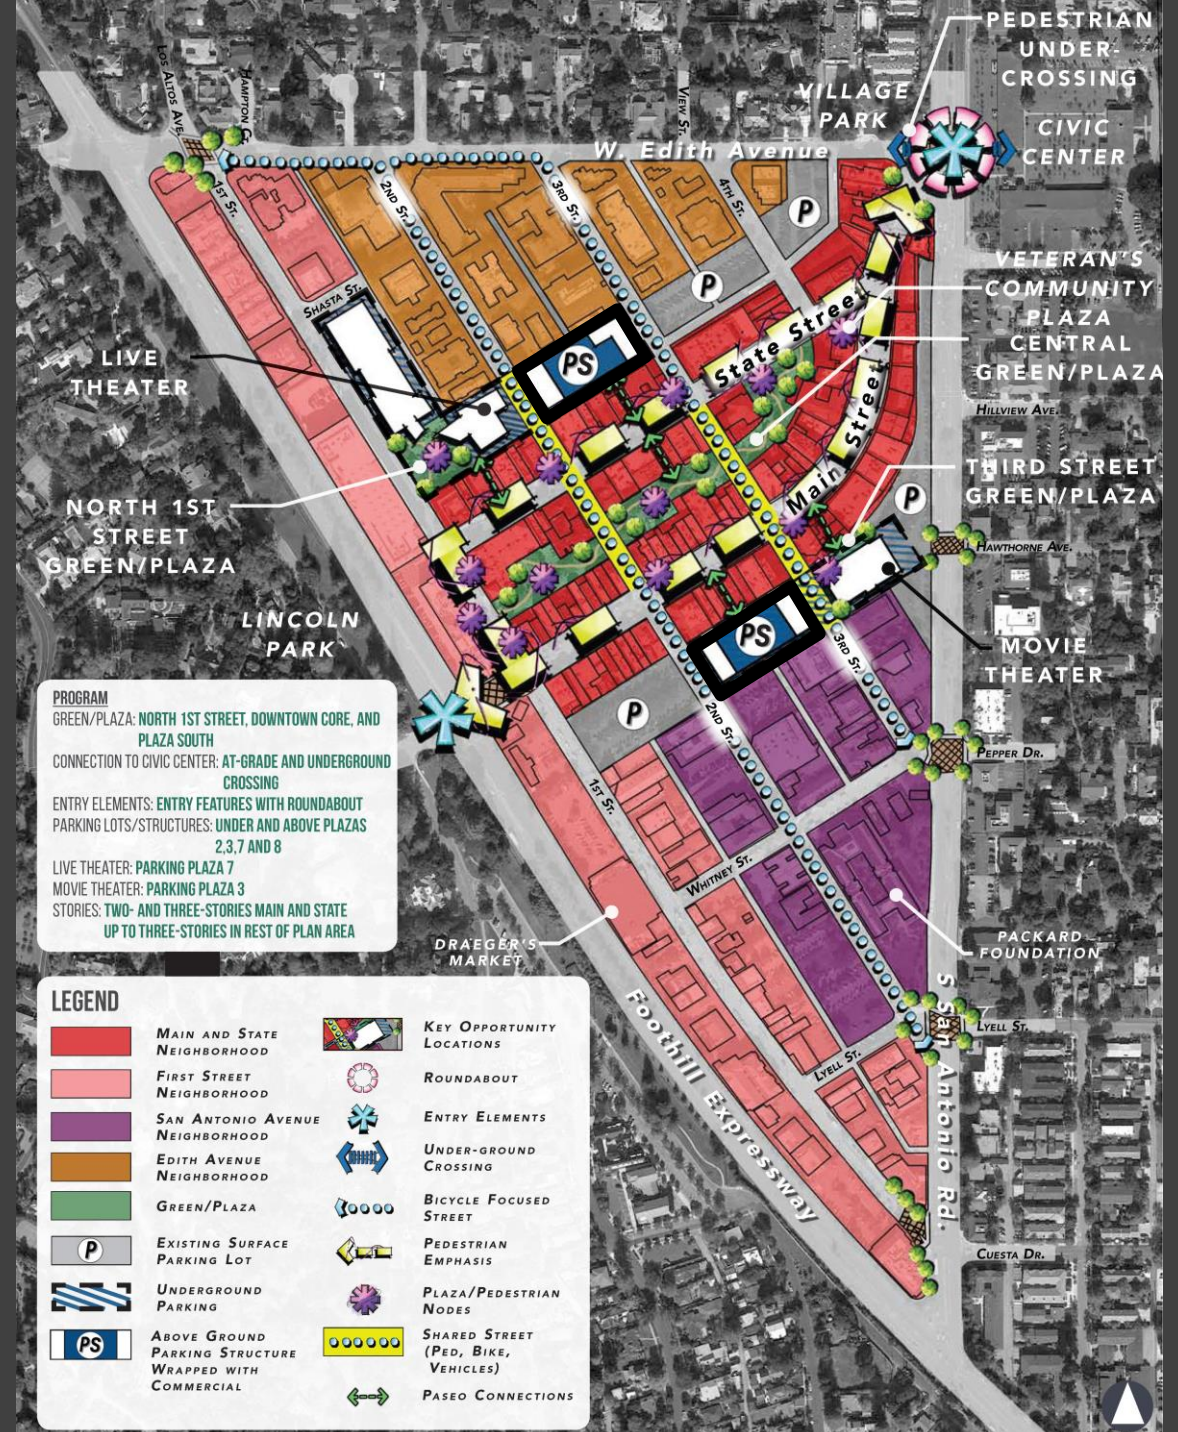 PEDESTRIAN
UNDER-
CROSSING
VILLAGE
PARK
CIVIC
CENTER
LOS ALTOS AVE.
HAMPTON CT.
VIEW ST.
W. Edith Avenue
1ST ST.
2ND ST.
3RD ST.
4TH ST.
P
P
VETERAN'S
COMMUNITY
PLAZA
CENTRAL
GREEN/PLAZA
SHASTA ST.
State Street
LIVE
THEATER
PS
HILLVIEW AVE.
Main Street
THIRD STREET
GREEN/PLAZA
P
NORTH 1ST
STREET
GREEN/PLAZA
HAWTHORNE AVE.
LINCOLN
PARK
PS
3RD ST.
MOVIE
THEATER
P
2ND ST.
PEPPER DR.
1ST ST.
WHITNEY ST.
DRAEGER'S
MARKET
PACKARD
FOUNDATION
Foothill Expressway
S San Antonio Rd.
LYELL ST.
LYELL ST.
CUESTA DR.
PROGRAM
GREEN/PLAZA: NORTH 1ST STREET, DOWNTOWN CORE, AND
PLAZA SOUTH
CONNECTION TO CIVIC CENTER: AT-GRADE AND UNDERGROUND
CROSSING
ENTRY ELEMENTS: ENTRY FEATURES WITH ROUNDABOUT
PARKING LOTS/STRUCTURES: UNDER AND ABOVE PLAZAS
2,3,7 AND 8
LIVE THEATER: PARKING PLAZA 7
MOVIE THEATER: PARKING PLAZA 3
STORIES: TWO- AND THREE-STORIES MAIN AND STATE
UP TO THREE-STORIES IN REST OF PLAN AREA
LEGEND
MAIN AND STATE
NEIGHBORHOOD
FIRST STREET
NEIGHBORHOOD
SAN ANTONIO AVENUE
NEIGHBORHOOD
EDITH AVENUE
NEIGHBORHOOD
GREEN/PLAZA
P
EXISTING SURFACE
PARKING LOT
UNDERGROUND
PARKING
PS
ABOVE GROUND
PARKING STRUCTURE
WRAPPED WITH
COMMERCIAL
KEY OPPORTUNITY
LOCATIONS
ROUNDABOUT
ENTRY ELEMENTS
UNDER-GROUND
CROSSING
BICYCLE FOCUSED
STREET
PEDESTRIAN
EMPHASIS
PLAZA/PEDESTRIAN
NODES
SHARED STREET
(PED, BIKE,
VEHICLES)
PASEO CONNECTIONS